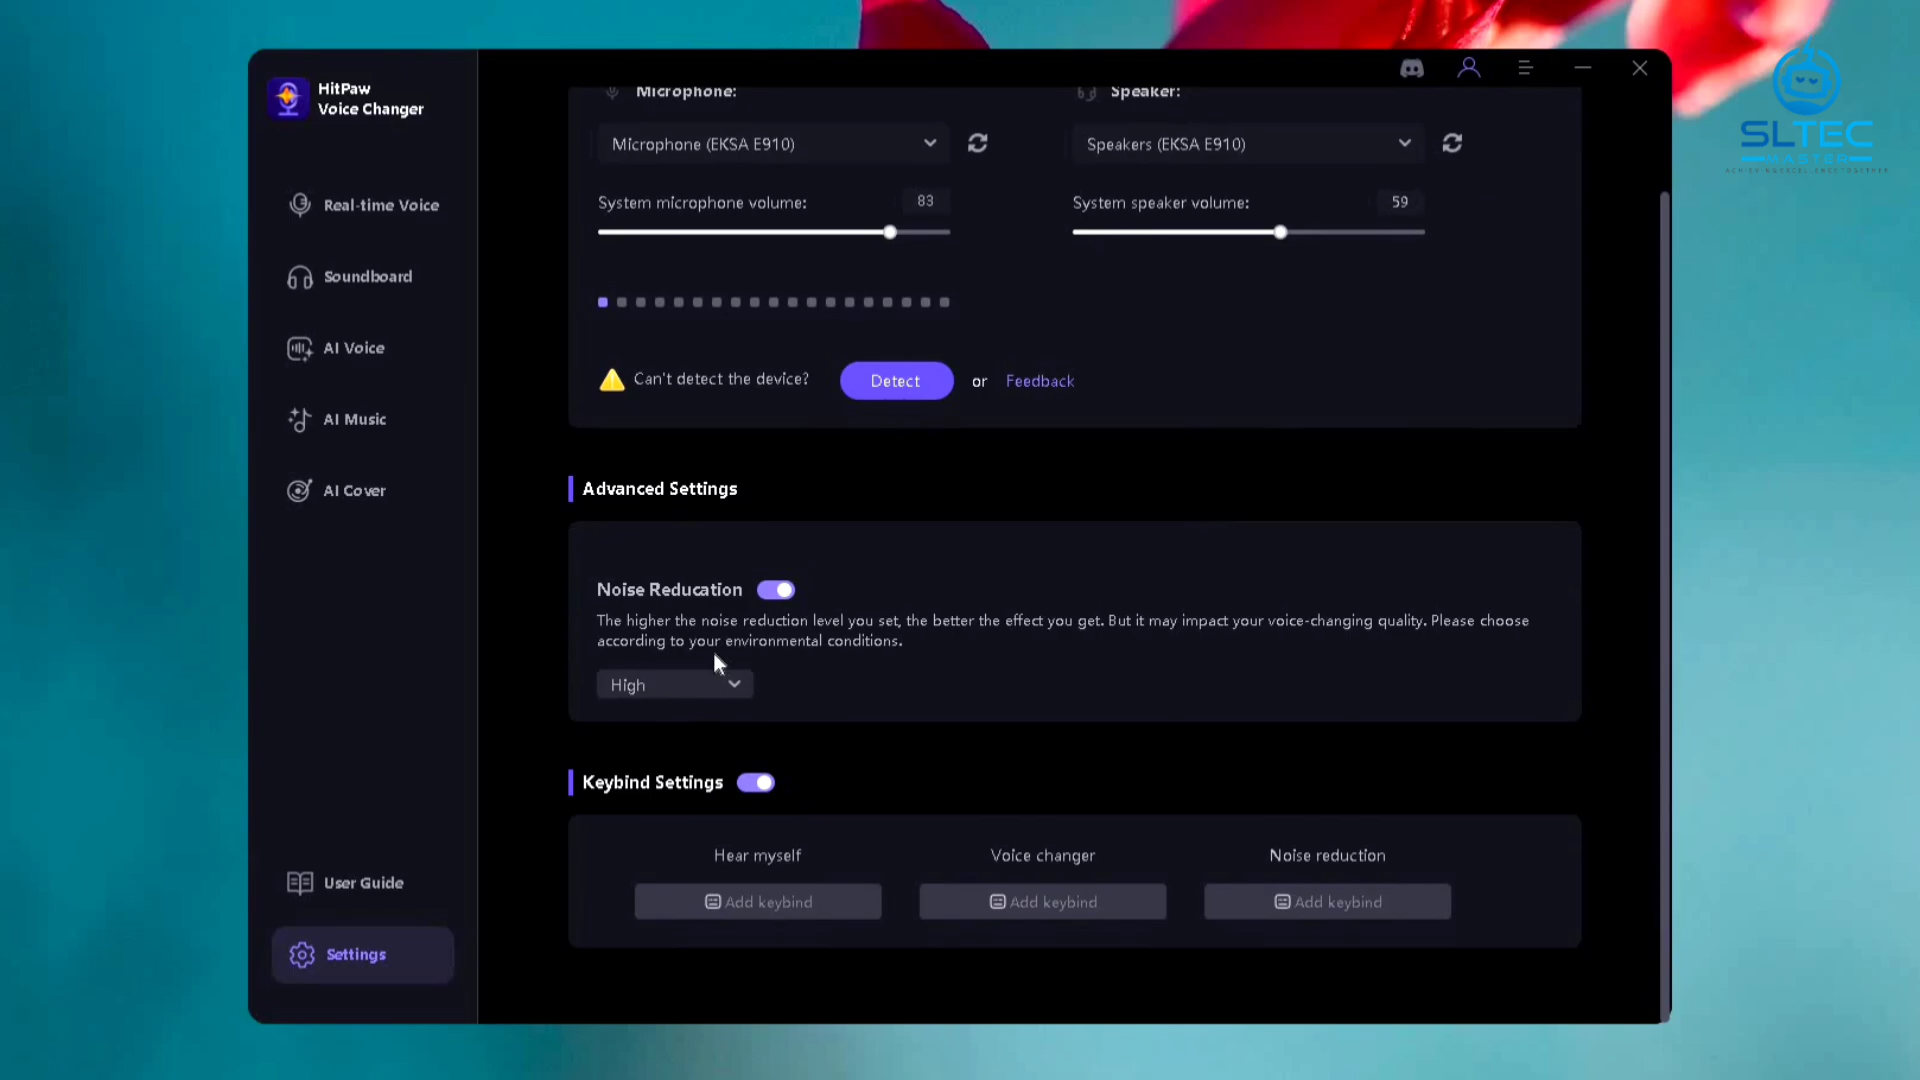 HitPaw
Voice Changer
Real-time Voice
Soundboard
AI Voice
AI Music
AI Cover
User Guide
Settings
Microphone:
Speaker:
Microphone (EKSA E910)
Speakers (EKSA E910)
System microphone volume: 83
System speaker volume: 59
Can't detect the device? Detect or Feedback
Advanced Settings
Noise Reducation
The higher the noise reduction level you set, the better the effect you get. But it may impact your voice-changing quality. Please choose
according to your environmental conditions.
High
Keybind Settings
Hear myself
Voice changer
Noise reduction
Add keybind
Add keybind
Add keybind
SLTEC
MASTER
ACHIEVING EXCELLENCE TOGETHER